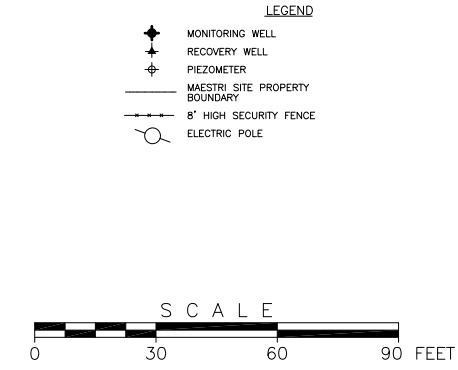 LEGEND
MONITORING WELL
RECOVERY WELL
PIEZOMETER
MAESTRI SITE PROPERTY
BOUNDARY
8' HIGH SECURITY FENCE
ELECTRIC POLE
SCALE
0 30 60 90 FEET